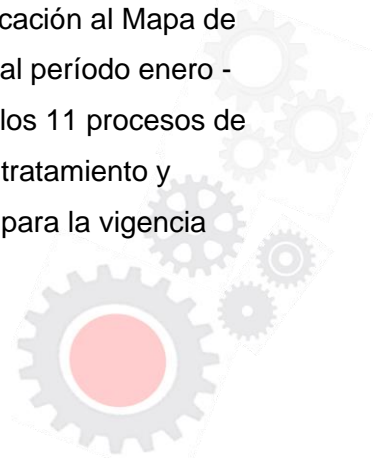 cación al Mapa de
al período enero -
los 11 procesos de
tratamiento y
para la vigencia